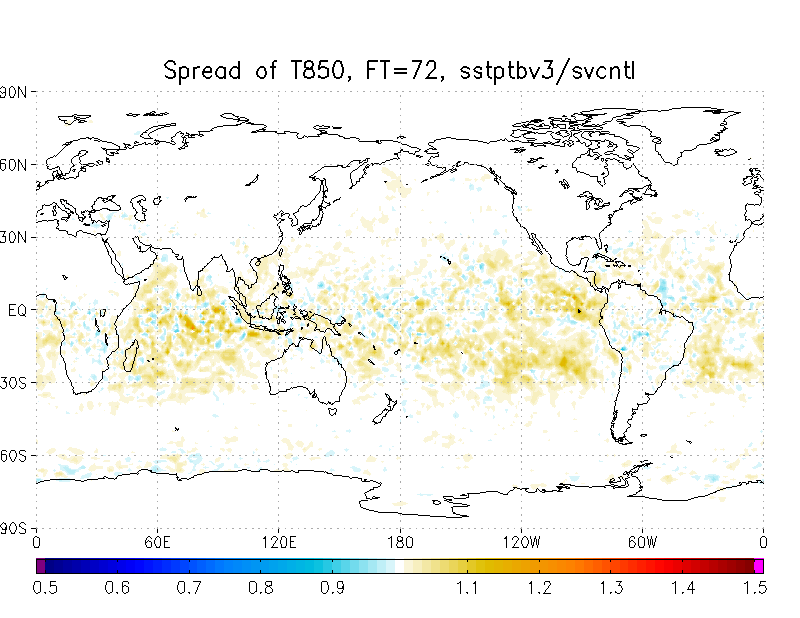 Spread of T850, FT=72, sstptbv3/svcntl
90N
60N
30N
EQ
30S
60S
90S
0 60E 120E 180 120W 60W 0
0.5 0.6 0.7 0.8 0.9 1.1 1.2 1.3 1.4 1.5